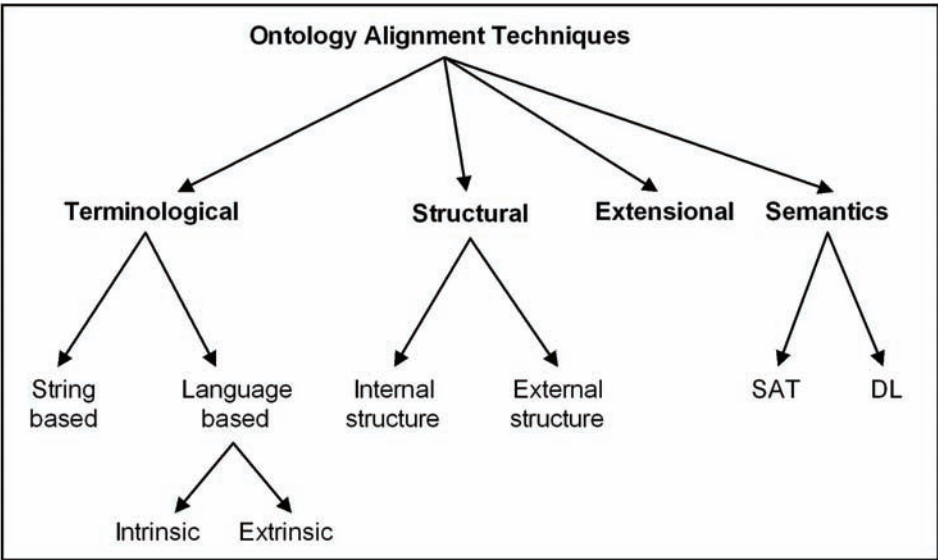 Ontology Alignment Techniques
Terminological
Structural
Extensional
Semantics
String
based
Language
based
Internal
structure
External
structure
SAT
DL
Intrinsic
Extrinsic